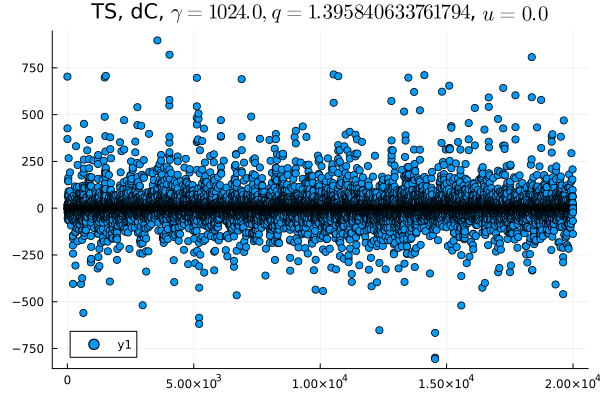 TS, dC, γ = 1024.0, q = 1.395840633761794, u = 0.0
750
500
250
0
−250
−500
−750
y1
0 5.00×10³ 1.00×10⁴ 1.50×10⁴ 2.00×10⁴